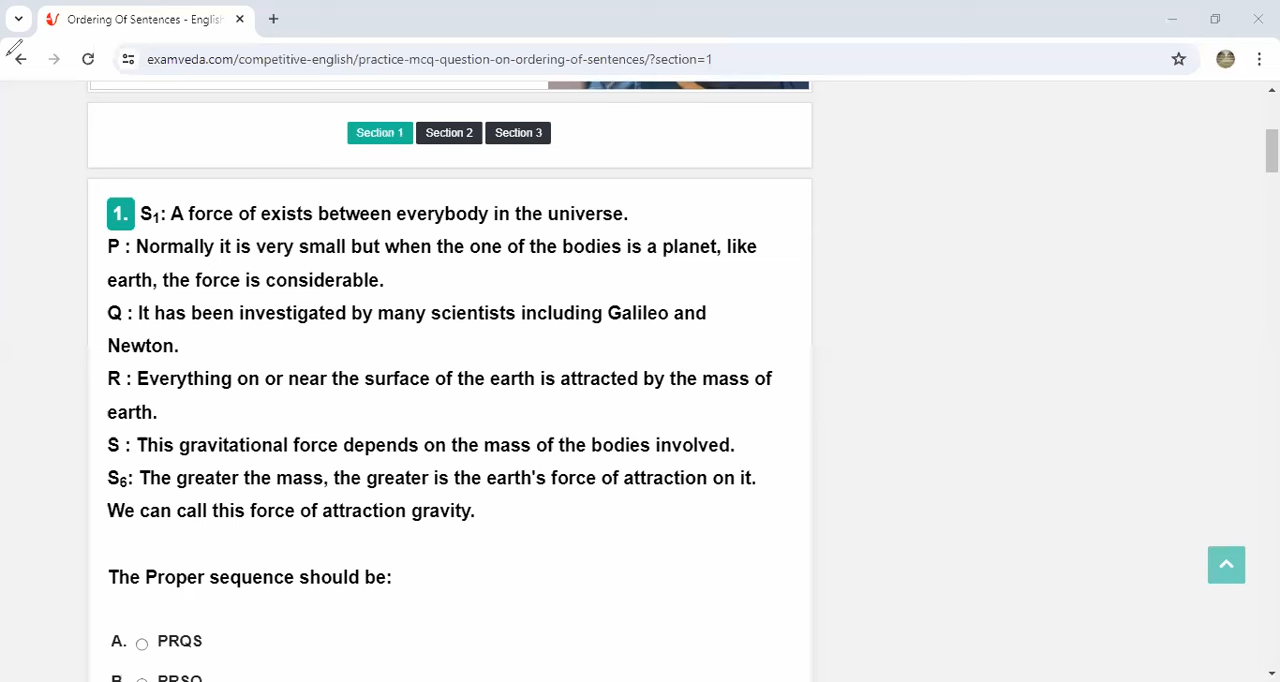 Ordering Of Sentences - Englis
examveda.com/competitive-english/practice-mcq-question-on-ordering-of-sentences/?section=1
Section 1 Section 2 Section 3
1. S1: A force of exists between everybody in the universe.
P : Normally it is very small but when the one of the bodies is a planet, like
earth, the force is considerable.
Q : It has been investigated by many scientists including Galileo and
Newton.
R : Everything on or near the surface of the earth is attracted by the mass of
earth.
S : This gravitational force depends on the mass of the bodies involved.
S6: The greater the mass, the greater is the earth's force of attraction on it.
We can call this force of attraction gravity.
The Proper sequence should be:
A. PRQS
B. PRSQ